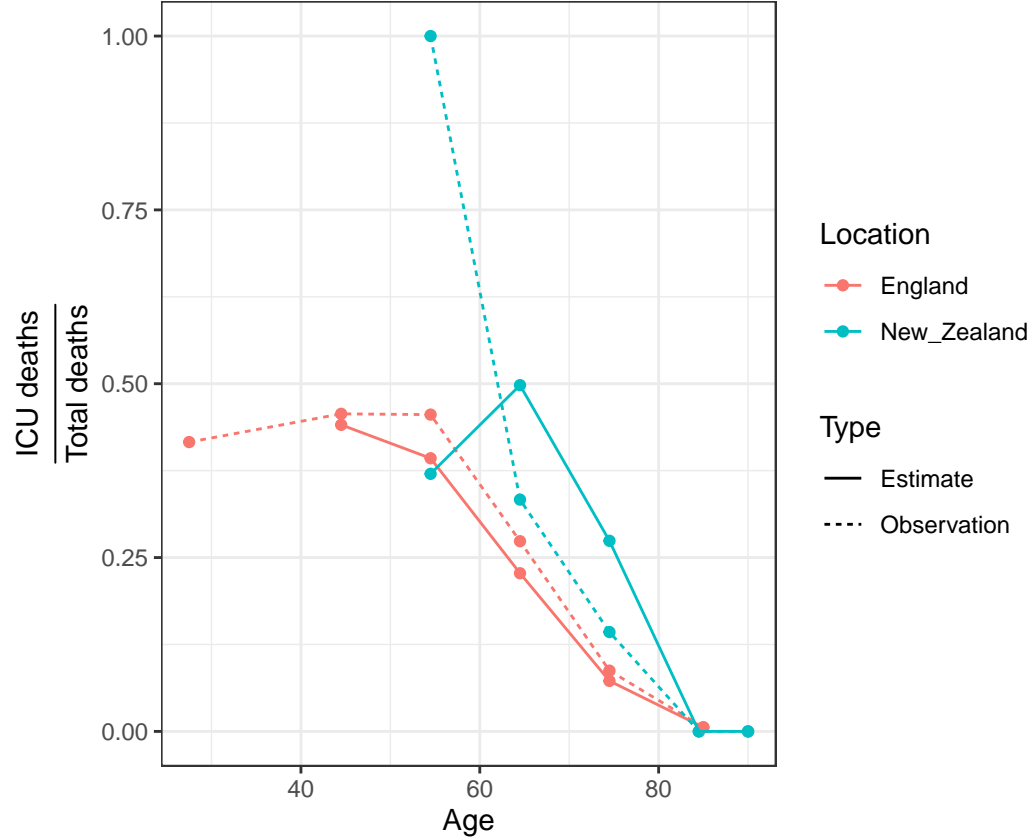 1.00
0.75
0.50
0.25
0.00
ICU deaths
Total deaths
40 60 80
Age
Location
England
New_Zealand
Type
Estimate
Observation